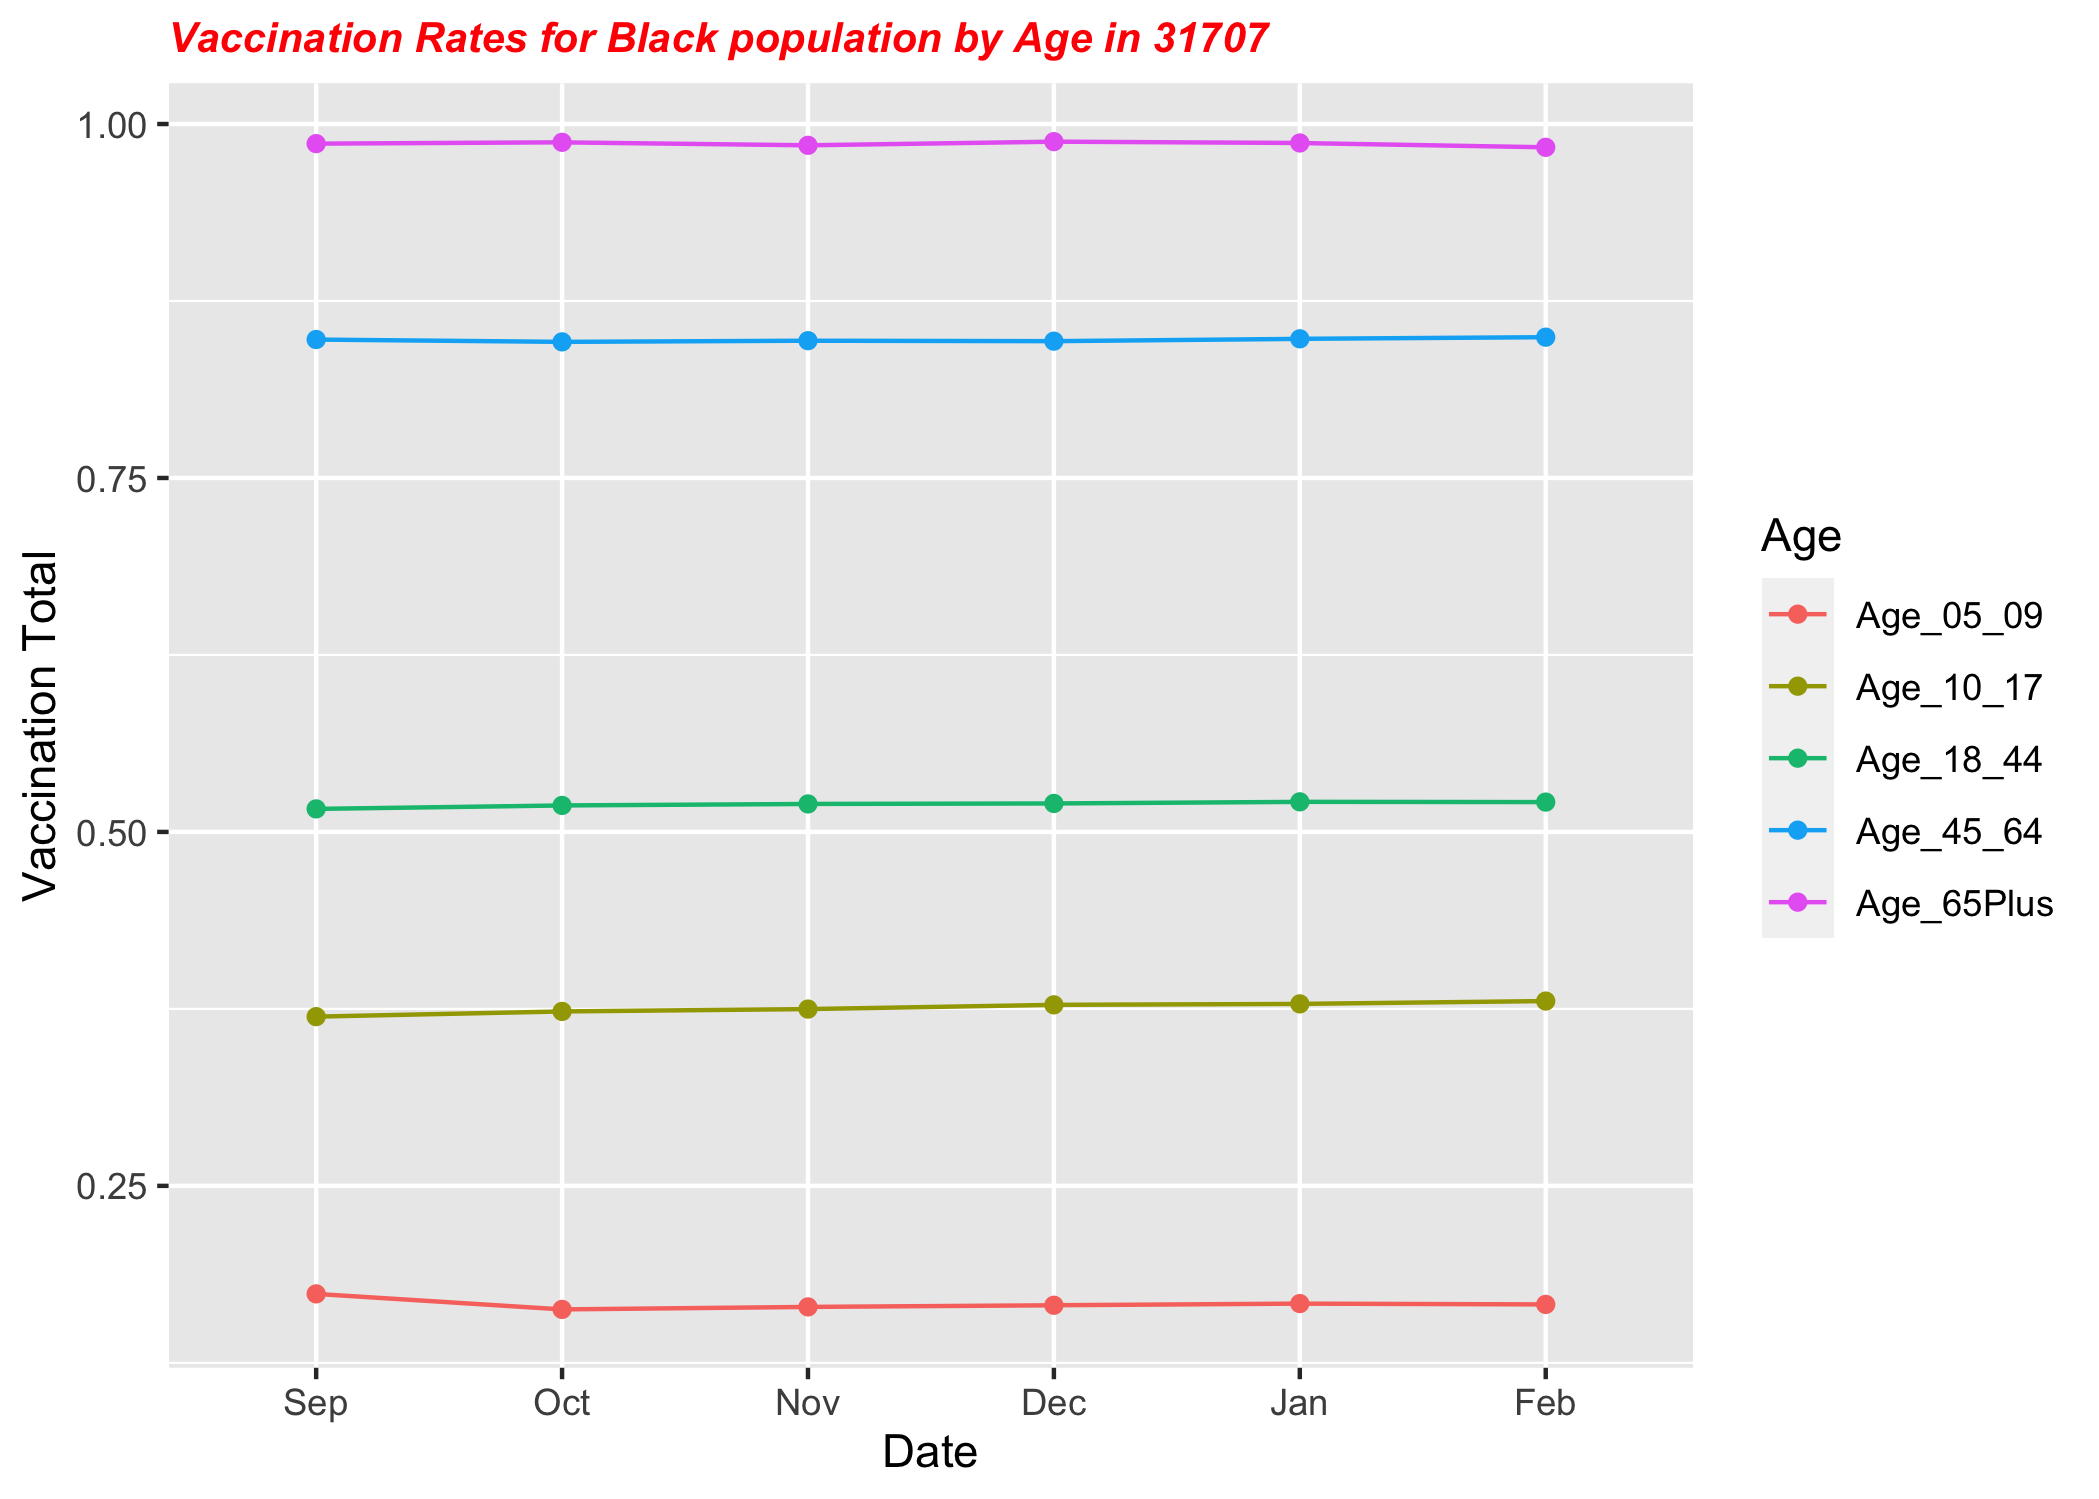 Vaccination Rates for Black population by Age in 31707
1.00
0.75
0.50
0.25
Vaccination Total
Sep Oct Nov Dec Jan Feb
Date
Age
Age_05_09
Age_10_17
Age_18_44
Age_45_64
Age_65Plus